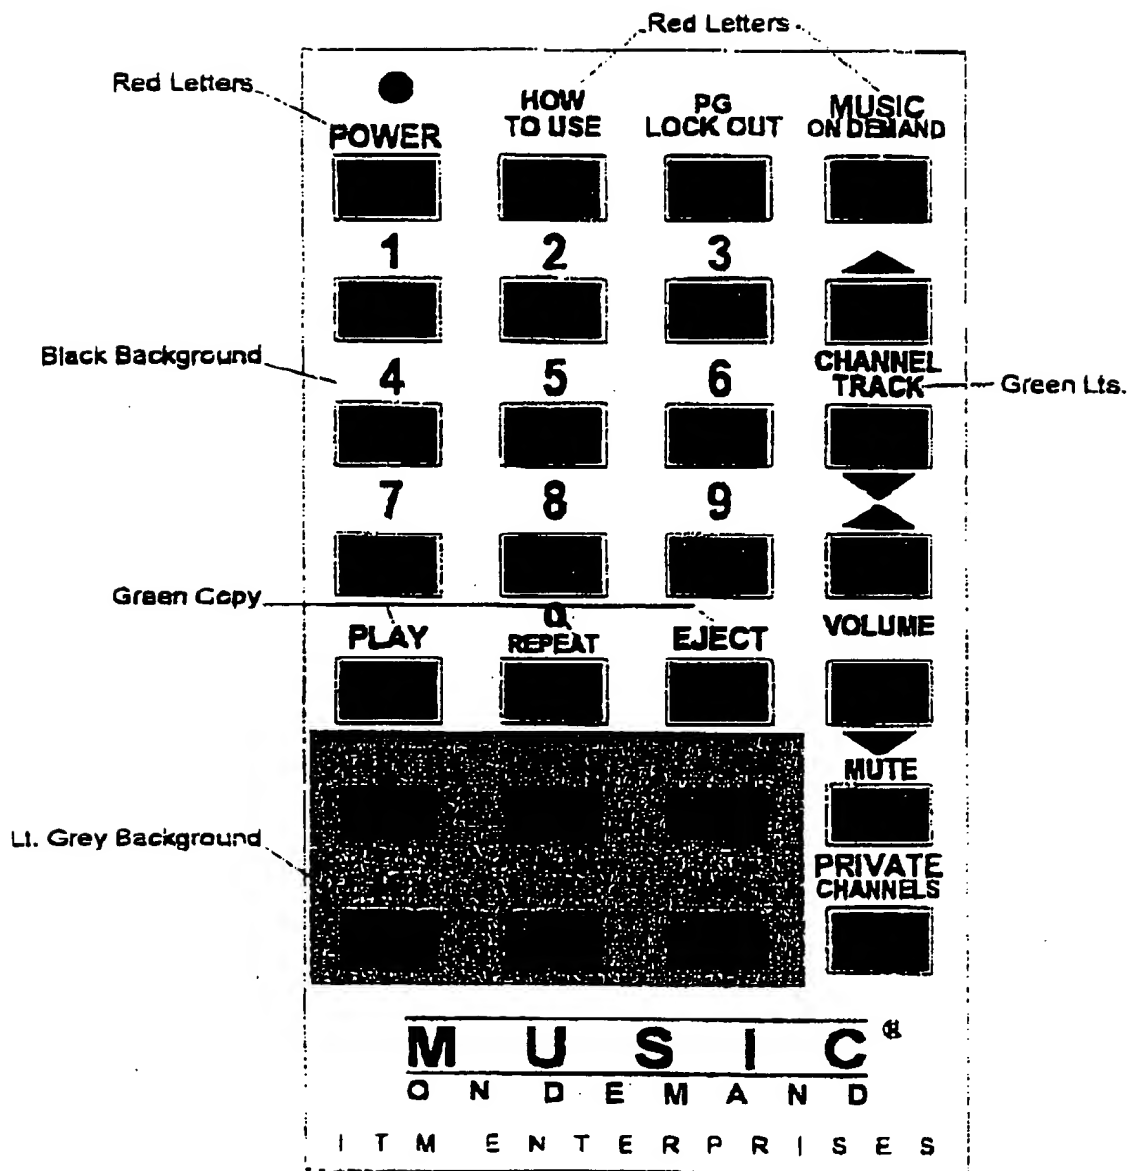 Red Letters
Red Letters
HOW TO USE
PG LOCK OUT
MUSIC ON DEMAND
POWER
1 2 3
Black Background
4 5 6
CHANNEL TRACK
Green Lts.
7 8 9
Green Copy
0
PLAY
REPEAT
EJECT
VOLUME
MUTE
Lt. Grey Background
PRIVATE CHANNELS
MUSIC®
ON DEMAND
ITM ENTERPRISES